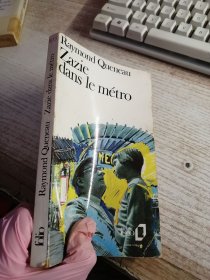 Raymond Queneau
Zazie
dans le métro
Raymond Queneau Zazie dans le métro
folio